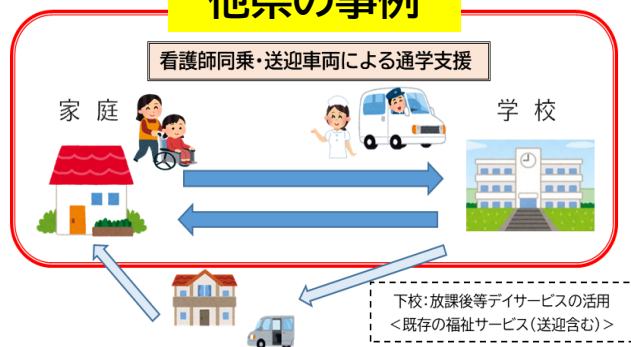 他県の事例
看護師同乗・送迎車両による通学支援
家 庭
学 校
下校：放課後等デイサービスの活用
＜既存の福祉サービス（送迎含む）＞